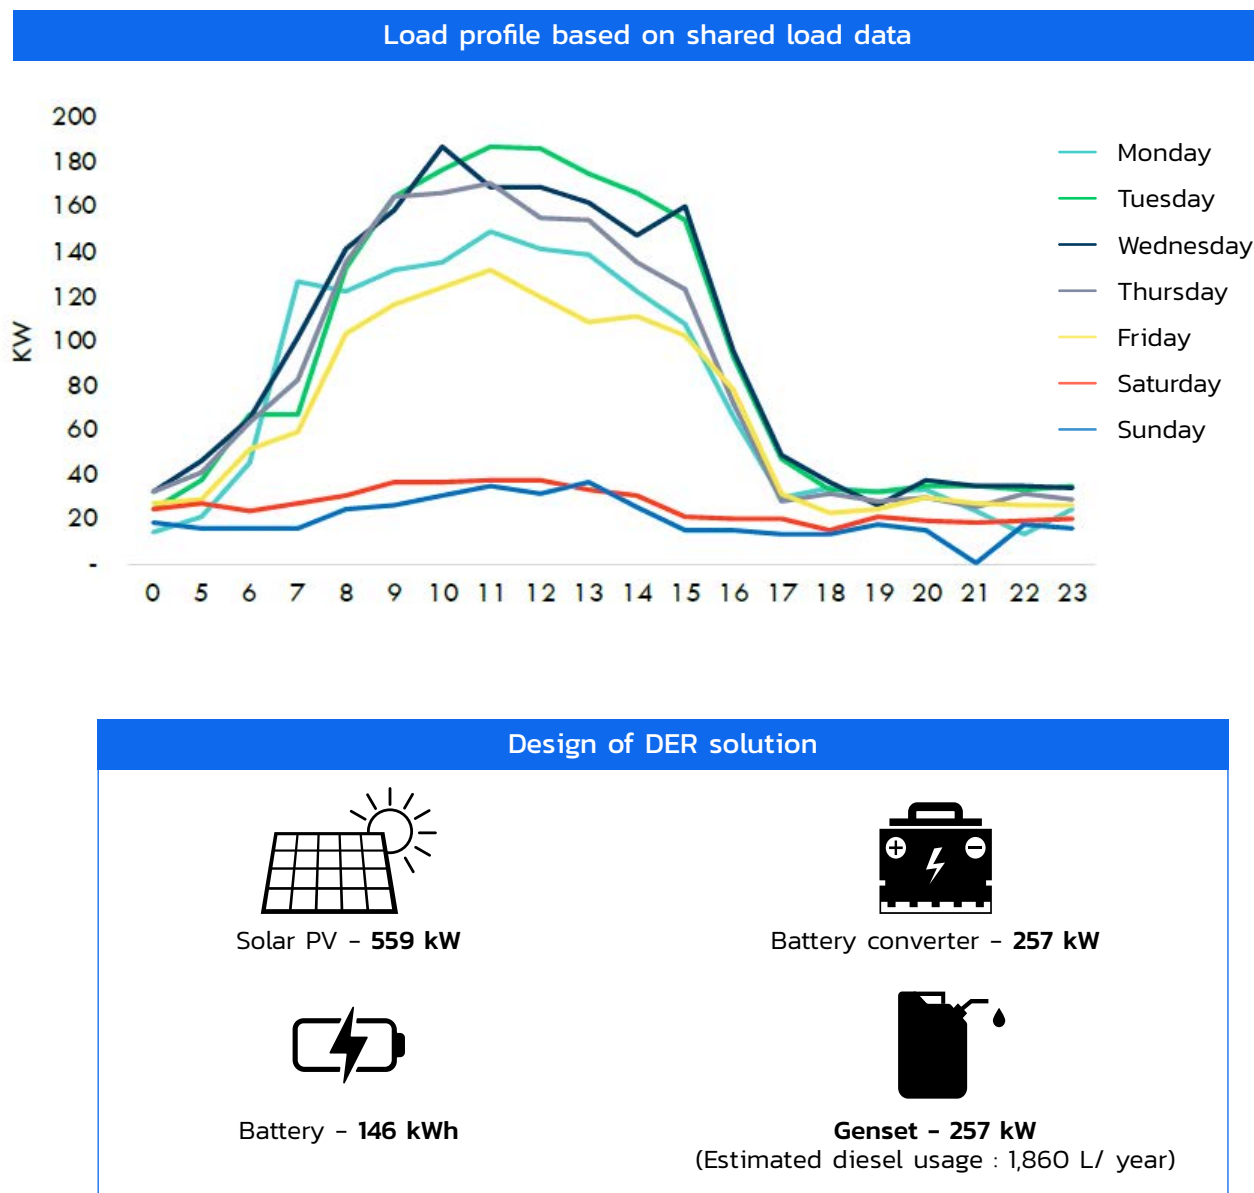 Load profile based on shared load data
200
180
160
140
120
100
80
60
40
20
-
KW
0 5 6 7 8 9 10 11 12 13 14 15 16 17 18 19 20 21 22 23
Monday
Tuesday
Wednesday
Thursday
Friday
Saturday
Sunday
Design of DER solution
Solar PV - 559 kW
Battery converter - 257 kW
Battery - 146 kWh
Genset - 257 kW
(Estimated diesel usage : 1,860 L/ year)